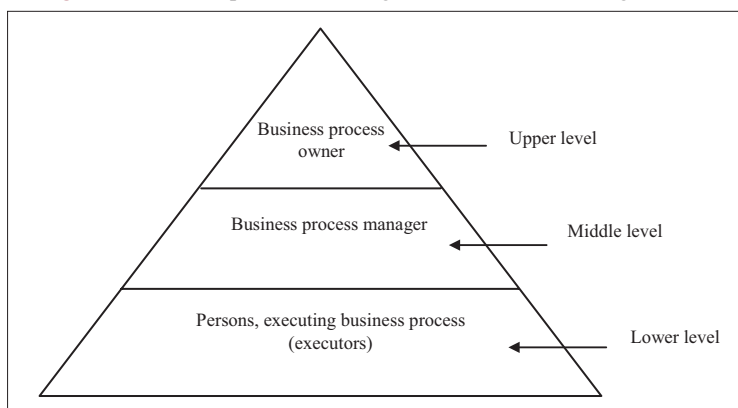 Business process
owner
Upper level
Business process manager
Middle level
Persons, executing business process
(executors)
Lower level